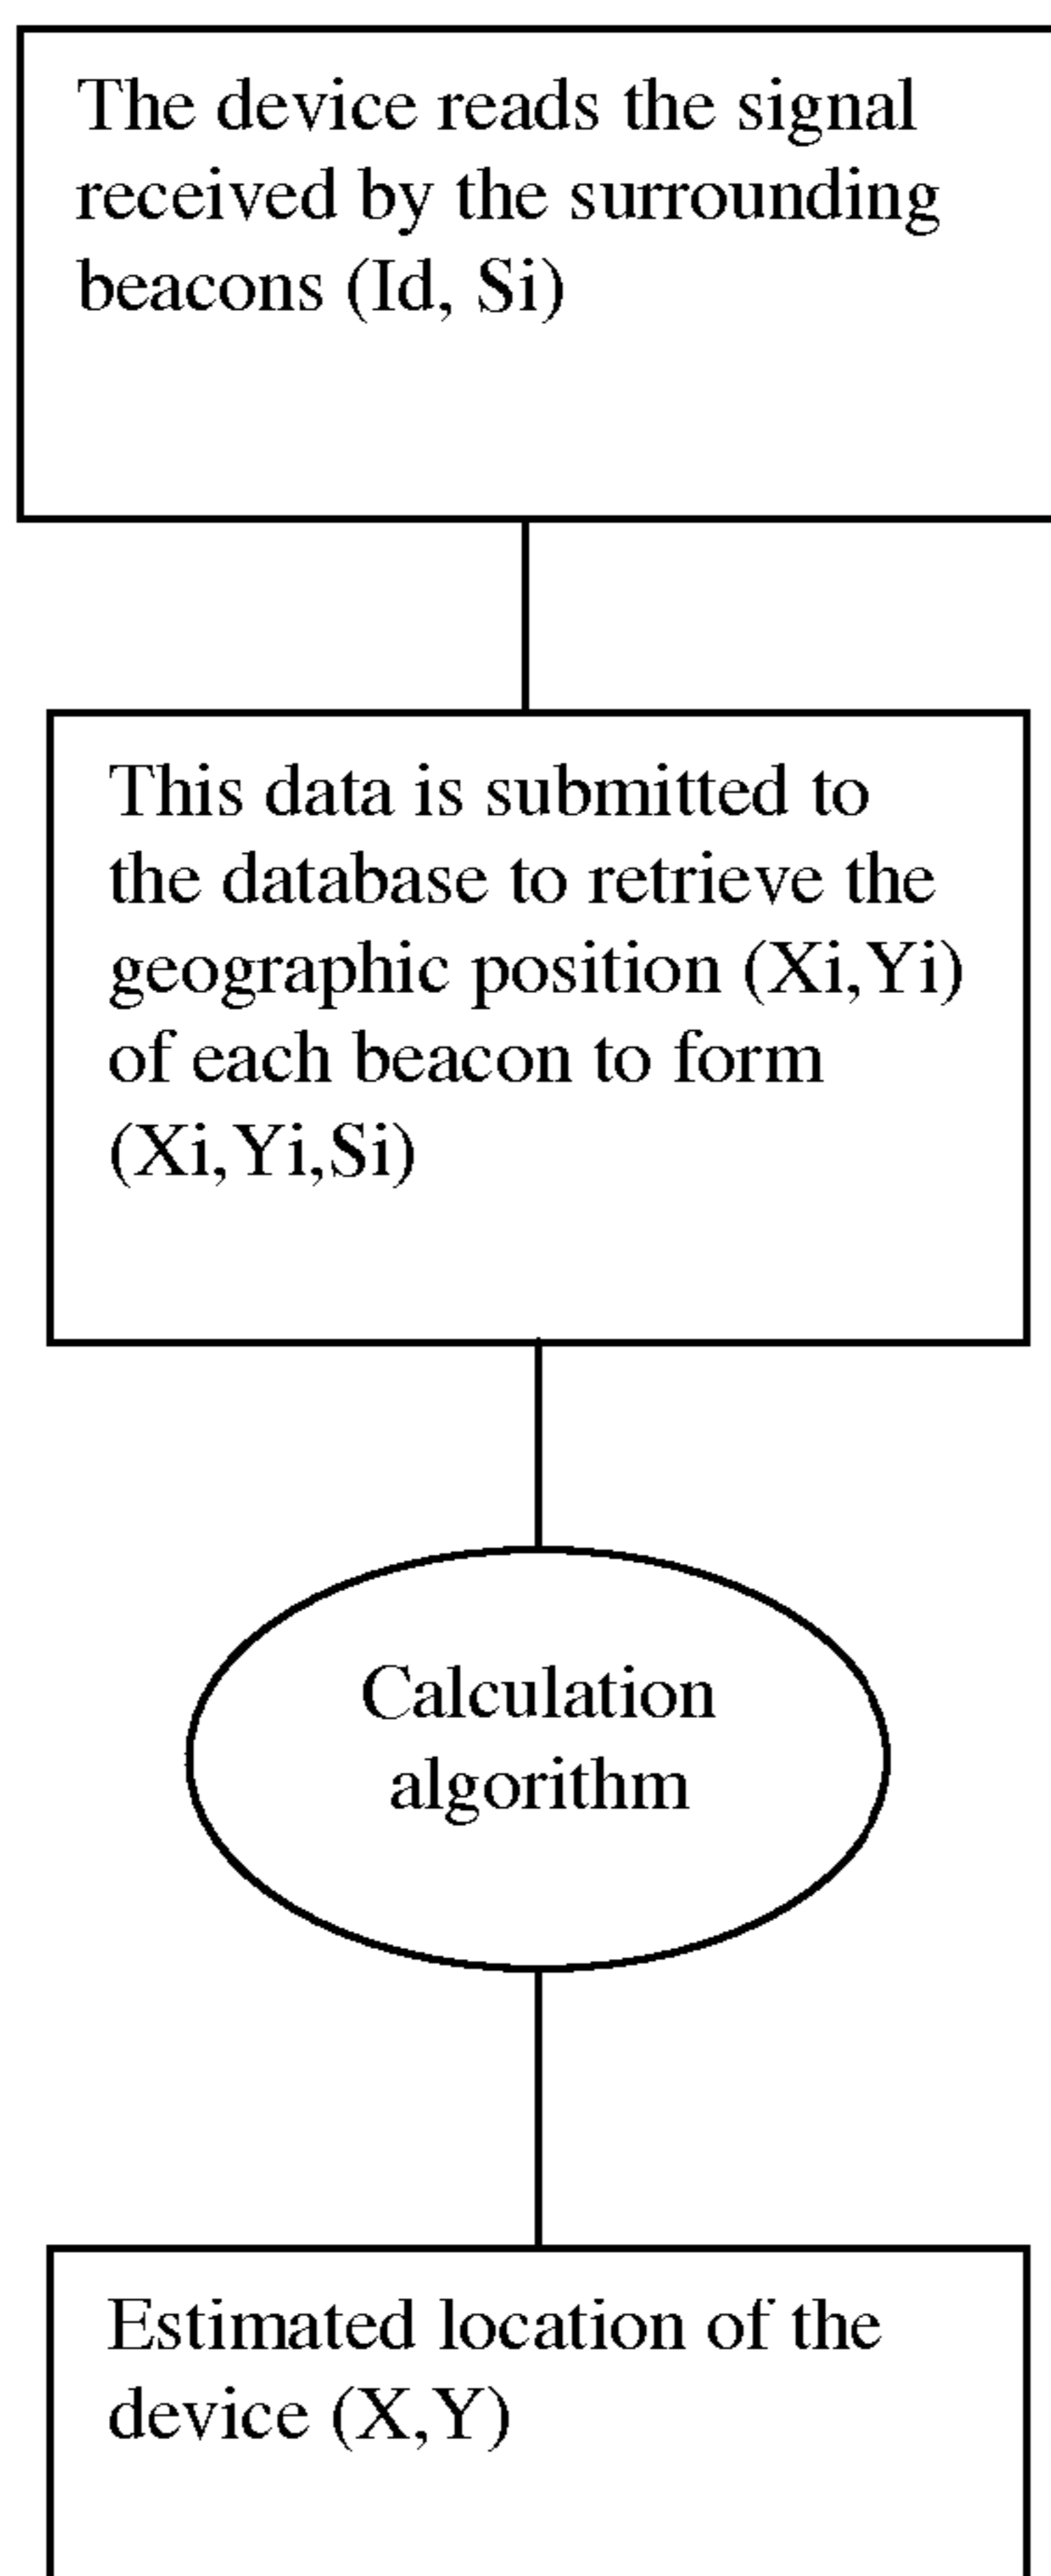 The device reads the signal
received by the surrounding
beacons (Id, Si)
This data is submitted to
the database to retrieve the
geographic position (Xi,Yi)
of each beacon to form
(Xi,Yi,Si)
Calculation
algorithm
Estimated location of the
device (X,Y)